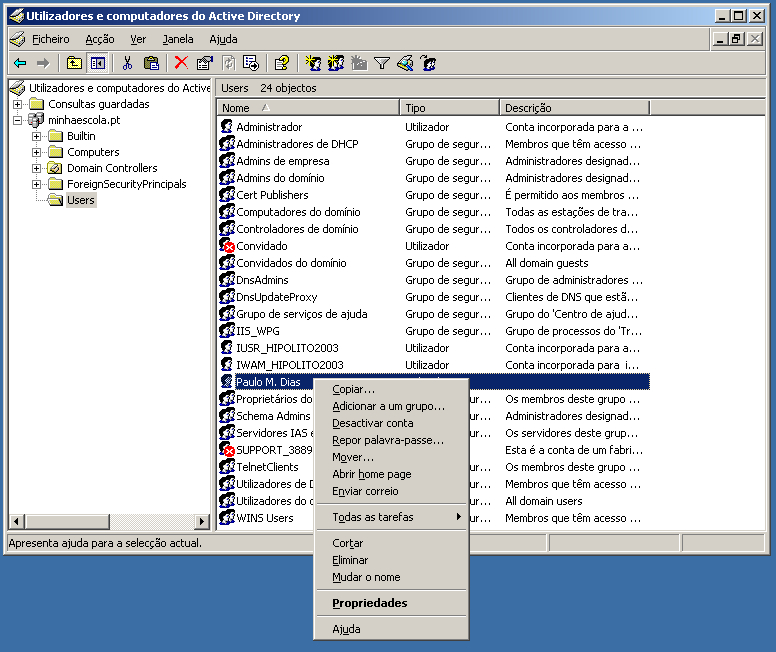 Utilizadores e computadores do Active Directory
Ficheiro Acção Ver Janela Ajuda
Utilizadores e computadores do Active
Consultas guardadas
minhaescola.pt
Builtin
Computers
Domain Controllers
ForeignSecurityPrincipals
Users
Users 24 objectos
Nome Tipo Descrição
Administrador Utilizador Conta incorporada para a ...
Administradores de DHCP Grupo de segur... Membros que têm acesso ...
Admins de empresa Grupo de segur... Administradores designad...
Admins do domínio Grupo de segur... Administradores designad...
Cert Publishers Grupo de segur... É permitido aos membros ...
Computadores do domínio Grupo de segur... Todas as estações de tra...
Controladores de domínio Grupo de segur... Todos os controladores d...
Convidado Utilizador Conta incorporada para a...
Convidados do domínio Grupo de segur... All domain guests
DnsAdmins Grupo de segur... Grupo de administradores ...
DnsUpdateProxy Grupo de segur... Clientes de DNS que estã...
Grupo de serviços de ajuda Grupo de segur... Grupo do 'Centro de ajud...
IIS_WPG Grupo de segur... Grupo de processos do 'Tr...
IUSR_HIPOLITO2003 Utilizador Conta incorporada para a...
IWAM_HIPOLITO2003 Utilizador Conta incorporada para i...
Paulo M. Dias
Proprietários do ur... Os membros deste grupo ...
Schema Admins ur... Administradores designad...
Servidores IAS e ur... Os servidores deste grup...
SUPPORT_3889 Esta é a conta de um fabri...
TelnetClients ur... Os membros deste grupo ...
Utilizadores de D ur... Membros que têm acesso ...
Utilizadores do d ur... All domain users
WINS Users ur... Membros que têm acesso ...
Copiar...
Adicionar a um grupo...
Desactivar conta
Repor palavra-passe...
Mover...
Abrir home page
Enviar correio
Todas as tarefas
Cortar
Eliminar
Mudar o nome
Propriedades
Ajuda
Apresenta ajuda para a selecção actual.